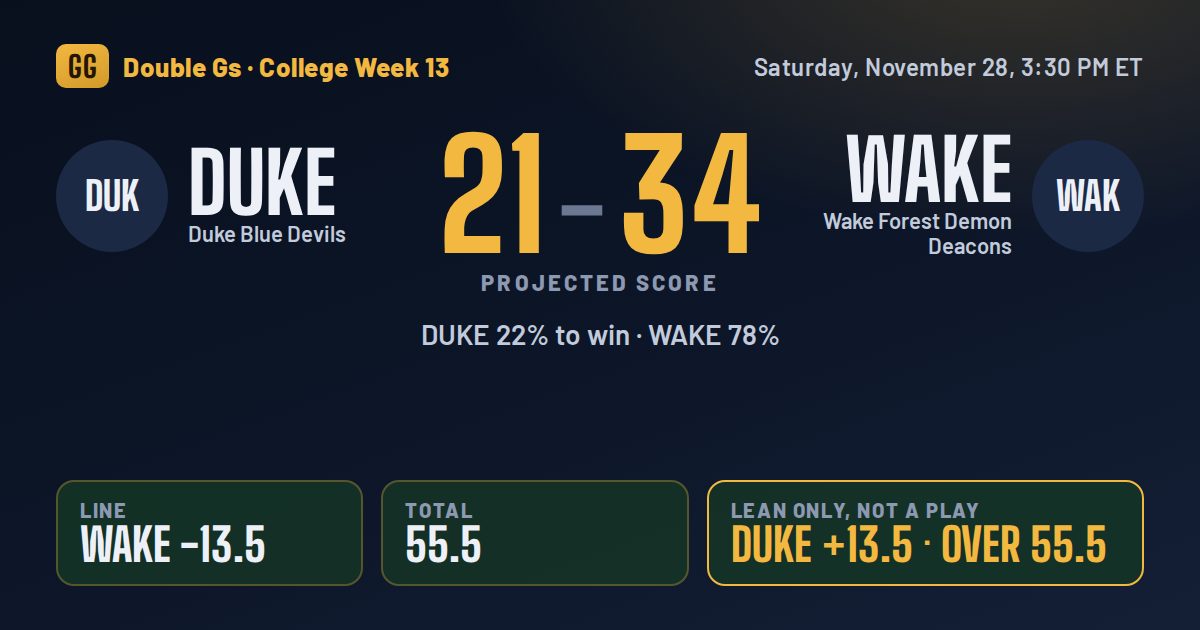 GG
Double Gs · College Week 13
Saturday, November 28, 3:30 PM ET
DUK
DUKE
Duke Blue Devils
21 – 34
PROJECTED SCORE
DUKE 22% to win · WAKE 78%
WAKE
Wake Forest Demon
Deacons
WAK
LINE
WAKE −13.5
TOTAL
55.5
LEAN ONLY, NOT A PLAY
DUKE +13.5 · OVER 55.5